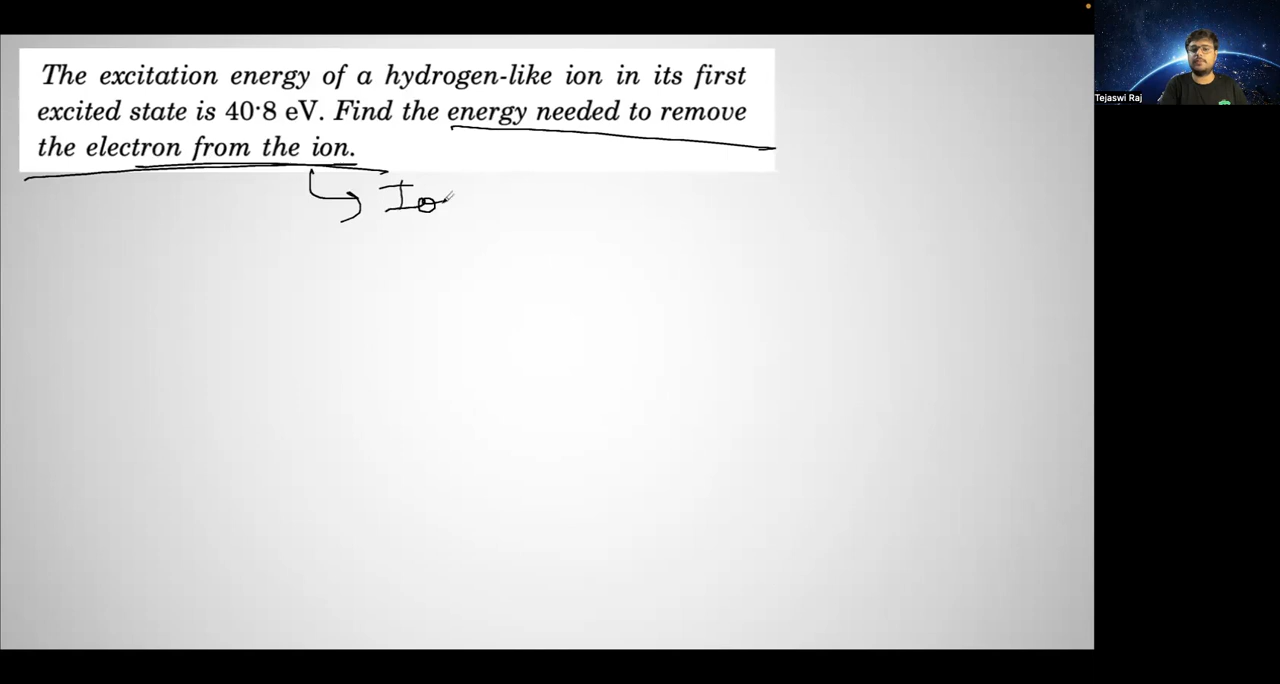 The excitation energy of a hydrogen-like ion in its first
excited state is 40·8 eV. Find the energy needed to remove
the electron from the ion.
Io
Tejaswi Raj